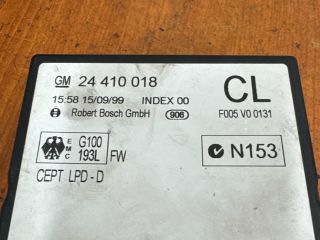 GM 24 410 018 CL
15:58 15/09/99 INDEX 00
Robert Bosch GmbH 906 F005 V0 0131
EMC G100 193L FW
N153
CEPT LPD - D